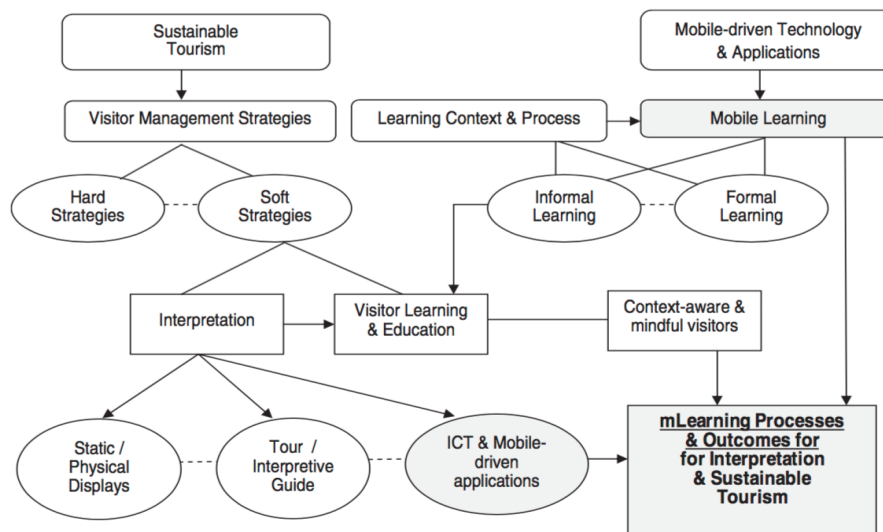 Sustainable
Tourism
Mobile-driven Technology
& Applications
Visitor Management Strategies
Learning Context & Process
Mobile Learning
Hard
Strategies
Soft
Strategies
Informal
Learning
Formal
Learning
Interpretation
Visitor Learning
& Education
Context-aware &
mindful visitors
Static /
Physical
Displays
Tour /
Interpretive
Guide
ICT & Mobile-
driven
applications
mLearning Processes
& Outcomes for
for Interpretation
& Sustainable
Tourism